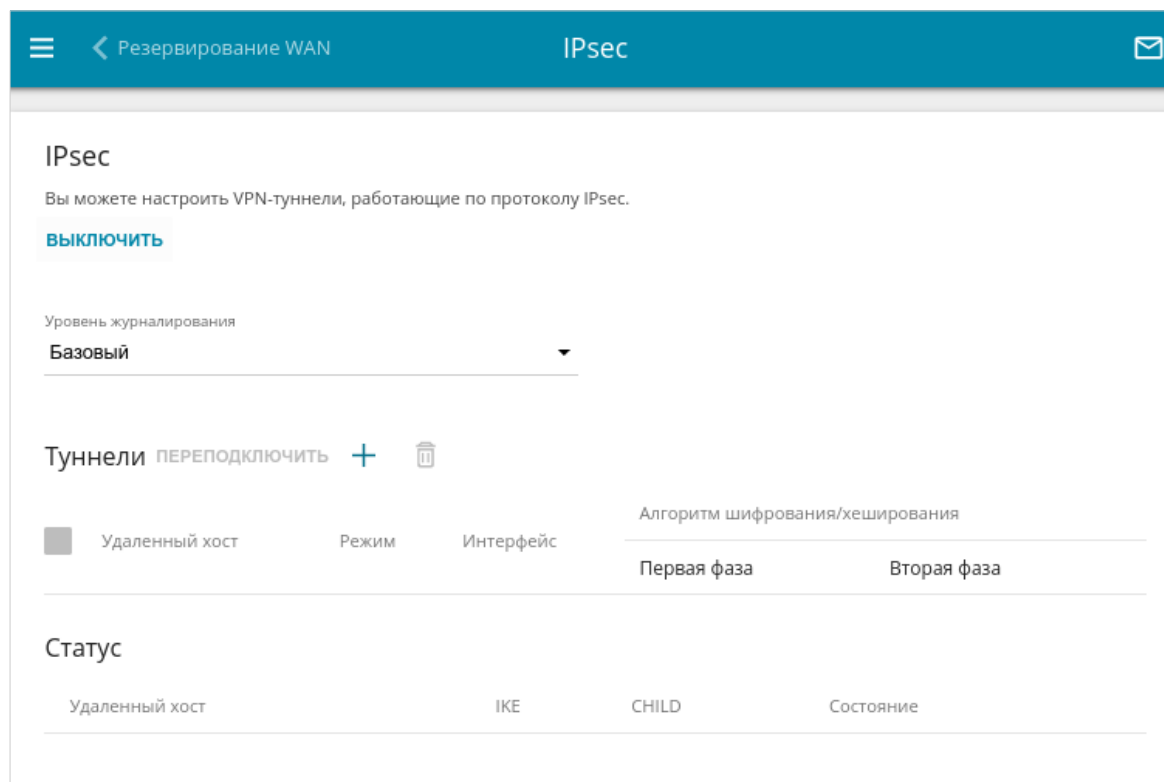 Резервирование WAN
IPsec
IPsec
Вы можете настроить VPN-туннели, работающие по протоколу IPsec.
ВЫКЛЮЧИТЬ
Уровень журналирования
Базовый
Туннели ПЕРЕПОДКЛЮЧИТЬ
Алгоритм шифрования/хеширования
Удаленный хост Режим Интерфейс
Первая фаза Вторая фаза
Статус
Удаленный хост IKE CHILD Состояние